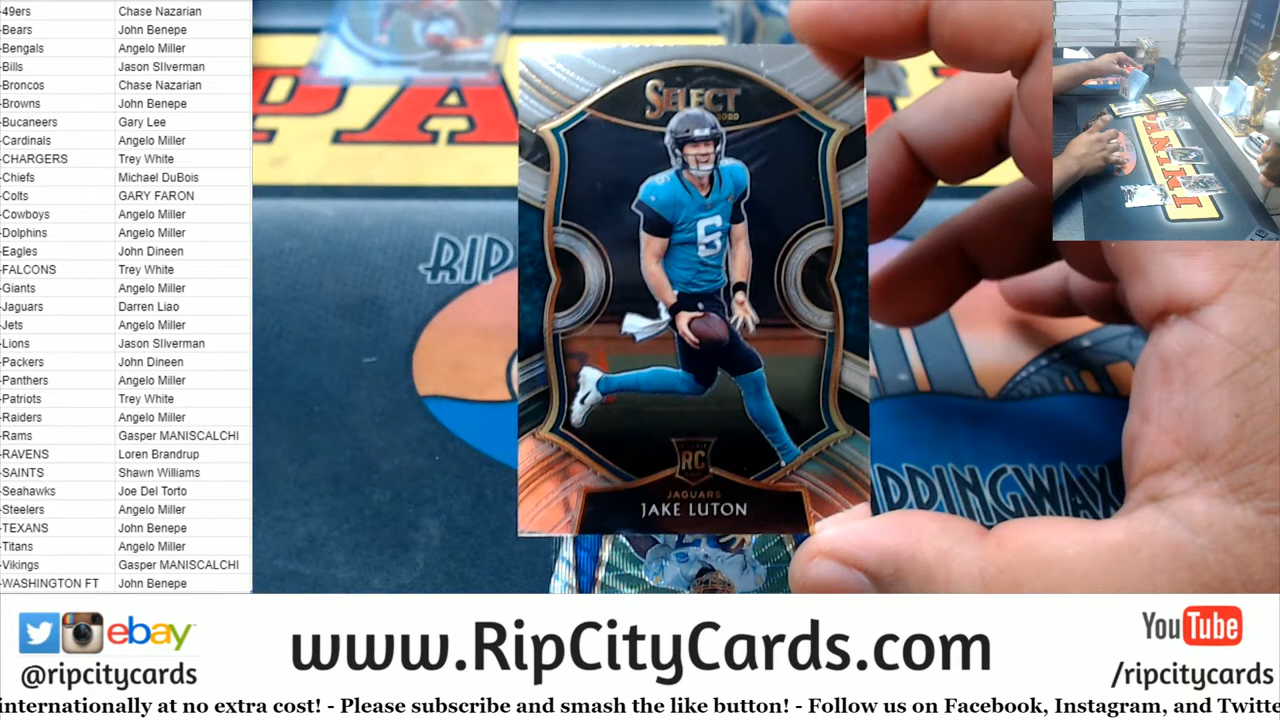 -49ers Chase Nazarian
-Bears John Benepe
-Bengals Angelo Miller
-Bills Jason SIlverman
-Broncos Chase Nazarian
-Browns John Benepe
-Bucaneers Gary Lee
-Cardinals Angelo Miller
-CHARGERS Trey White
-Chiefs Michael DuBois
-Colts GARY FARON
-Cowboys Angelo Miller
-Dolphins Angelo Miller
-Eagles John Dineen
-FALCONS Trey White
-Giants Angelo Miller
-Jaguars Darren Liao
-Jets Angelo Miller
-Lions Jason SIlverman
-Packers John Dineen
-Panthers Angelo Miller
-Patriots Trey White
-Raiders Angelo Miller
-Rams Gasper MANISCALCHI
-RAVENS Loren Brandrup
-SAINTS Shawn Williams
-Seahawks Joe Del Torto
-Steelers Angelo Miller
-TEXANS John Benepe
-Titans Angelo Miller
-Vikings Gasper MANISCALCHI
-WASHINGTON FT John Benepe
PANINI
RIP
SELECT
2020
6
RC
JAGUARS
JAKE LUTON
PPINGWAX
ebay
@ripcitycards
www.RipCityCards.com
YouTube
/ripcitycards
internationally at no extra cost! - Please subscribe and smash the like button! - Follow us on Facebook, Instagram, and Twitte